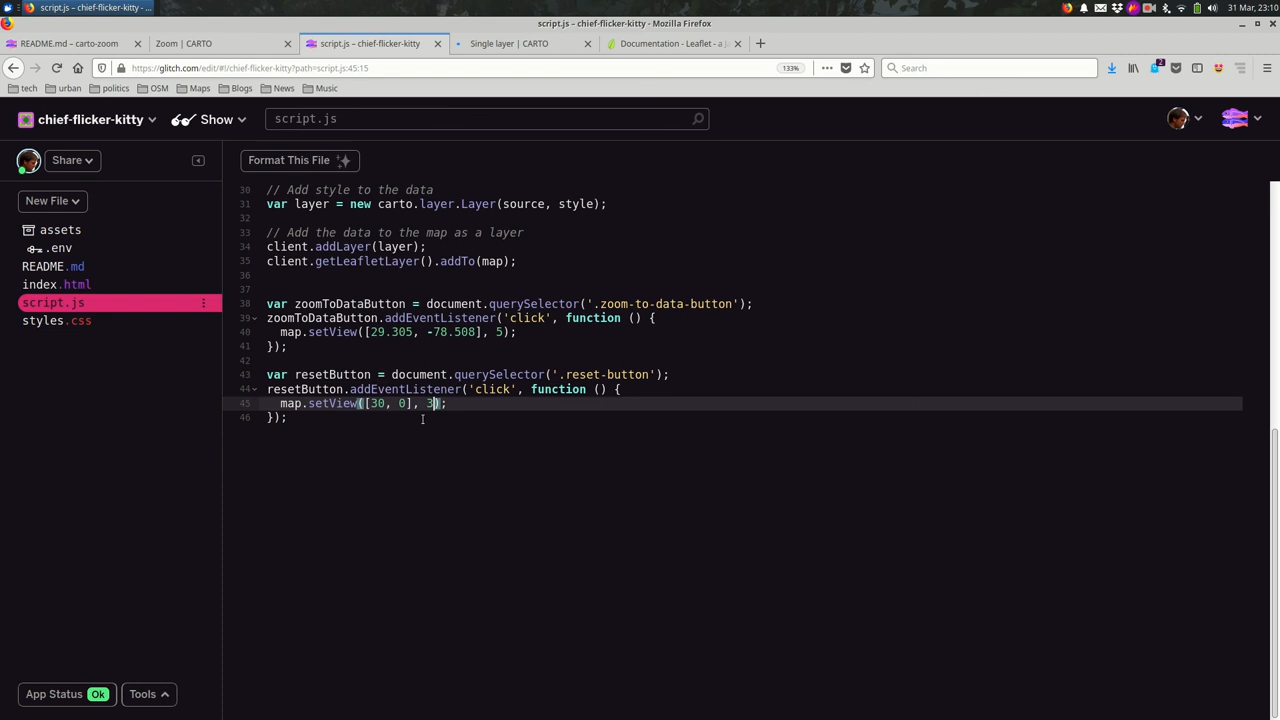 script.js - chief-flicker-kitty - ...
31 Mar, 23:10
script.js – chief-flicker-kitty - Mozilla Firefox
README.md – carto-zoom
Zoom | CARTO
script.js – chief-flicker-kitty
Single layer | CARTO
Documentation - Leaflet - a ja
https://glitch.com/edit/#!/chief-flicker-kitty?path=script.js:45:15
133%
Search
2
tech
urban
politics
OSM
Maps
Blogs
News
Music
chief-flicker-kitty
Show
script.js
Share
Format This File
New File
assets
.env
README.md
index.html
script.js
styles.css
30 // Add style to the data
31 var layer = new carto.layer.Layer(source, style);
32
33 // Add the data to the map as a layer
34 client.addLayer(layer);
35 client.getLeafletLayer().addTo(map);
36
37
38 var zoomToDataButton = document.querySelector('.zoom-to-data-button');
39 zoomToDataButton.addEventListener('click', function () {
40 map.setView([29.305, -78.508], 5);
41 });
42
43 var resetButton = document.querySelector('.reset-button');
44 resetButton.addEventListener('click', function () {
45 map.setView([30, 0], 3);
46 });
App Status Ok
Tools